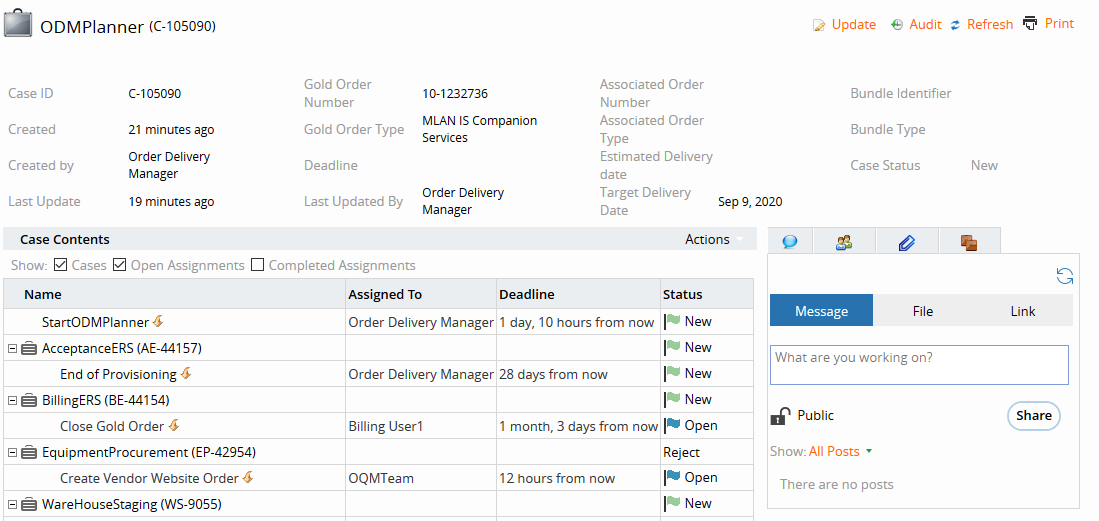 ODMPlanner (C-105090)
Update Audit Refresh Print
Case ID C-105090 Gold Order Number 10-1232736 Associated Order Number Bundle Identifier
Created 21 minutes ago Gold Order Type MLAN IS Companion Services Associated Order Type Bundle Type
Created by Order Delivery Manager Deadline Estimated Delivery date Case Status New
Last Update 19 minutes ago Last Updated By Order Delivery Manager Target Delivery Date Sep 9, 2020
Case Contents Actions
Show: Cases Open Assignments Completed Assignments
Name Assigned To Deadline Status
StartODMPlanner Order Delivery Manager 1 day, 10 hours from now New
AcceptanceERS (AE-44157) New
End of Provisioning Order Delivery Manager 28 days from now New
BillingERS (BE-44154) New
Close Gold Order Billing User1 1 month, 3 days from now Open
EquipmentProcurement (EP-42954) Reject
Create Vendor Website Order OQMTeam 12 hours from now Open
WareHouseStaging (WS-9055) New
Message File Link
What are you working on?
Public Share
Show: All Posts
There are no posts